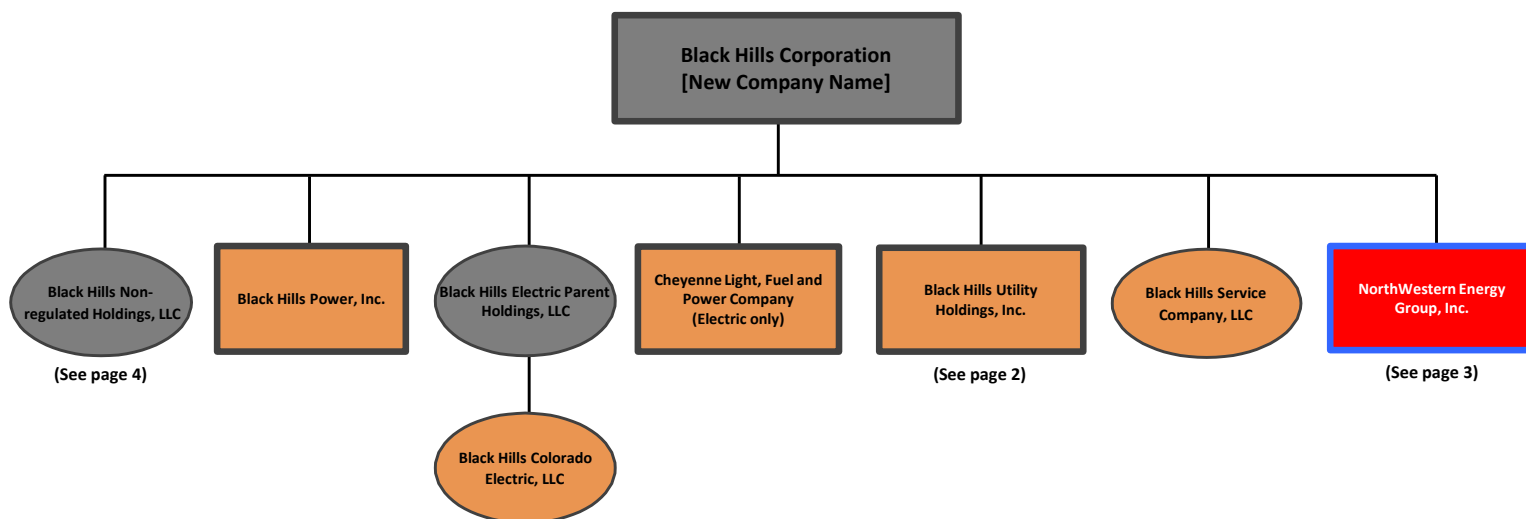 Black Hills Corporation
[New Company Name]
Black Hills Non-
regulated Holdings, LLC
(See page 4)
Black Hills Power, Inc.
Black Hills Electric Parent
Holdings, LLC
Cheyenne Light, Fuel and
Power Company
(Electric only)
Black Hills Utility
Holdings, Inc.
(See page 2)
Black Hills Service
Company, LLC
NorthWestern Energy
Group, Inc.
(See page 3)
Black Hills Colorado
Electric, LLC